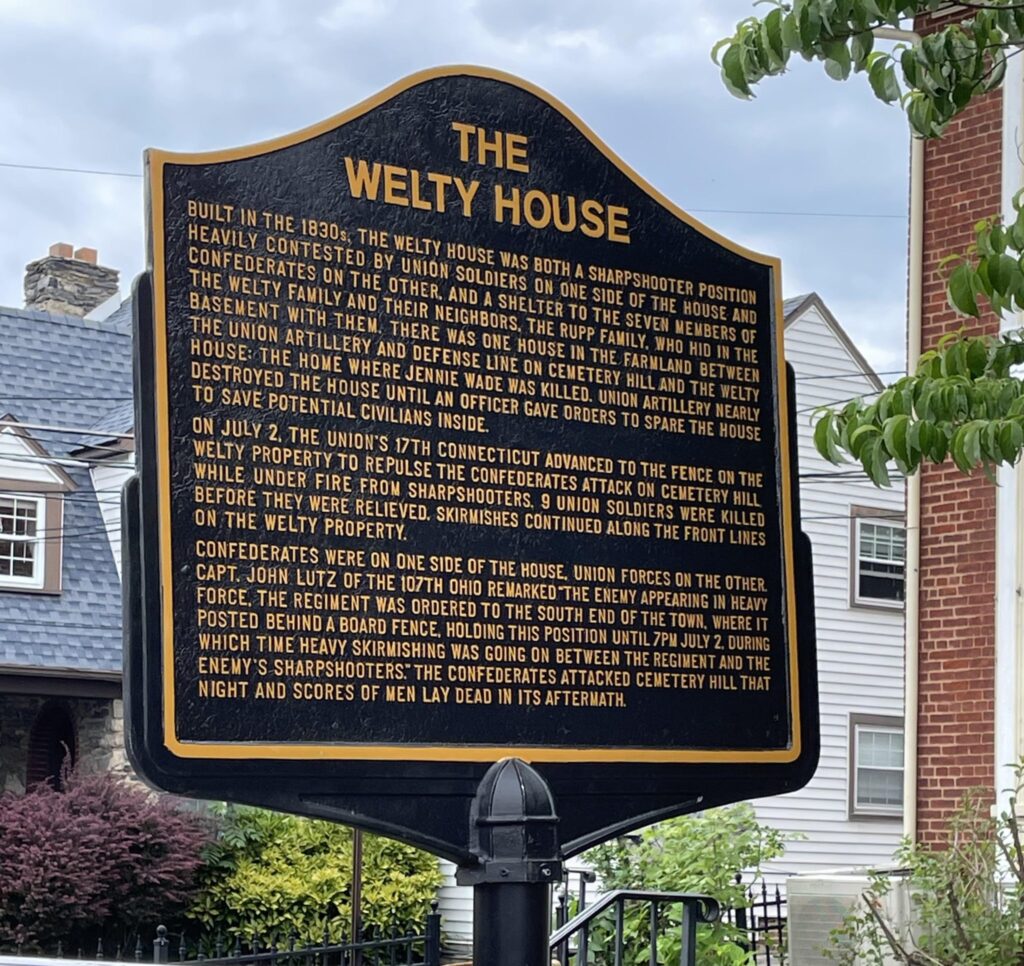 THE
WELTY HOUSE
BUILT IN THE 1830s, THE WELTY HOUSE WAS BOTH A SHARPSHOOTER POSITION
HEAVILY CONTESTED BY UNION SOLDIERS ON ONE SIDE OF THE HOUSE AND
CONFEDERATES ON THE OTHER, AND A SHELTER TO THE SEVEN MEMBERS OF
THE WELTY FAMILY AND THEIR NEIGHBORS, THE RUPP FAMILY, WHO HID IN THE
BASEMENT WITH THEM. THERE WAS ONE HOUSE IN THE FARMLAND BETWEEN
THE UNION ARTILLERY AND DEFENSE LINE ON CEMETERY HILL AND THE WELTY
HOUSE: THE HOME WHERE JENNIE WADE WAS KILLED. UNION ARTILLERY NEARLY
DESTROYED THE HOUSE UNTIL AN OFFICER GAVE ORDERS TO SPARE THE HOUSE
TO SAVE POTENTIAL CIVILIANS INSIDE.
ON JULY 2, THE UNION'S 17TH CONNECTICUT ADVANCED TO THE FENCE ON THE
WELTY PROPERTY TO REPULSE THE CONFEDERATES ATTACK ON CEMETERY HILL
WHILE UNDER FIRE FROM SHARPSHOOTERS. 9 UNION SOLDIERS WERE KILLED
BEFORE THEY WERE RELIEVED. SKIRMISHES CONTINUED ALONG THE FRONT LINES
ON THE WELTY PROPERTY.
CONFEDERATES WERE ON ONE SIDE OF THE HOUSE, UNION FORCES ON THE OTHER.
CAPT. JOHN LUTZ OF THE 107TH OHIO REMARKED "THE ENEMY APPEARING IN HEAVY
FORCE, THE REGIMENT WAS ORDERED TO THE SOUTH END OF THE TOWN, WHERE IT
POSTED BEHIND A BOARD FENCE, HOLDING THIS POSITION UNTIL 7PM JULY 2, DURING
WHICH TIME HEAVY SKIRMISHING WAS GOING ON BETWEEN THE REGIMENT AND THE
ENEMY'S SHARPSHOOTERS." THE CONFEDERATES ATTACKED CEMETERY HILL THAT
NIGHT AND SCORES OF MEN LAY DEAD IN ITS AFTERMATH.